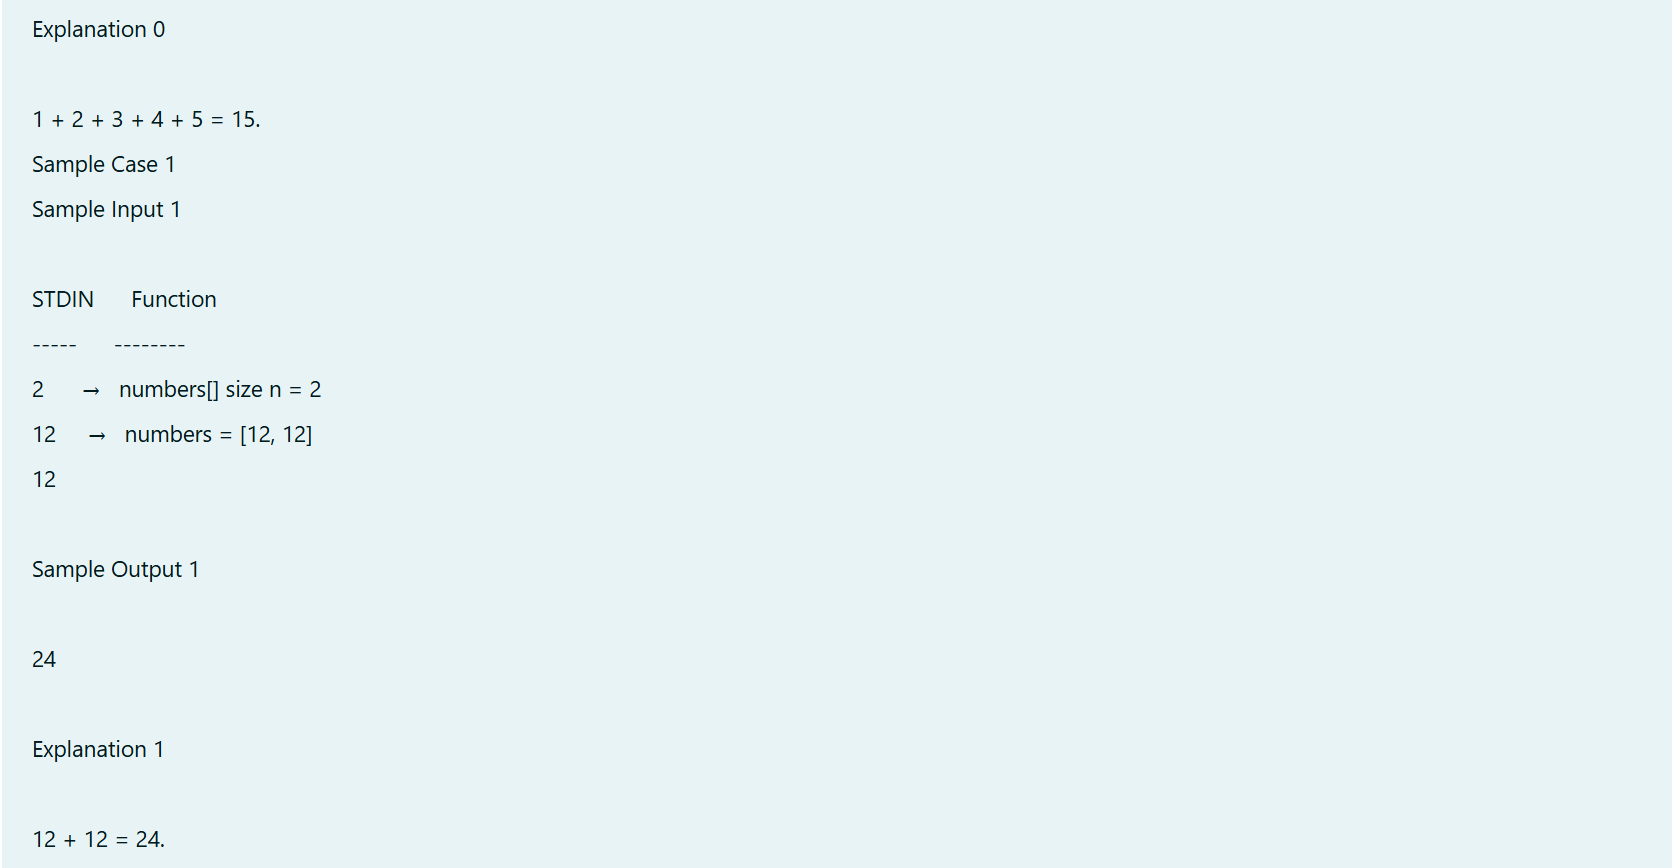 Explanation 0
1 + 2 + 3 + 4 + 5 = 15.
Sample Case 1
Sample Input 1
STDIN      Function
-----      --------
2      →   numbers[] size n = 2
12     →   numbers = [12, 12]
12
Sample Output 1
24
Explanation 1
12 + 12 = 24.